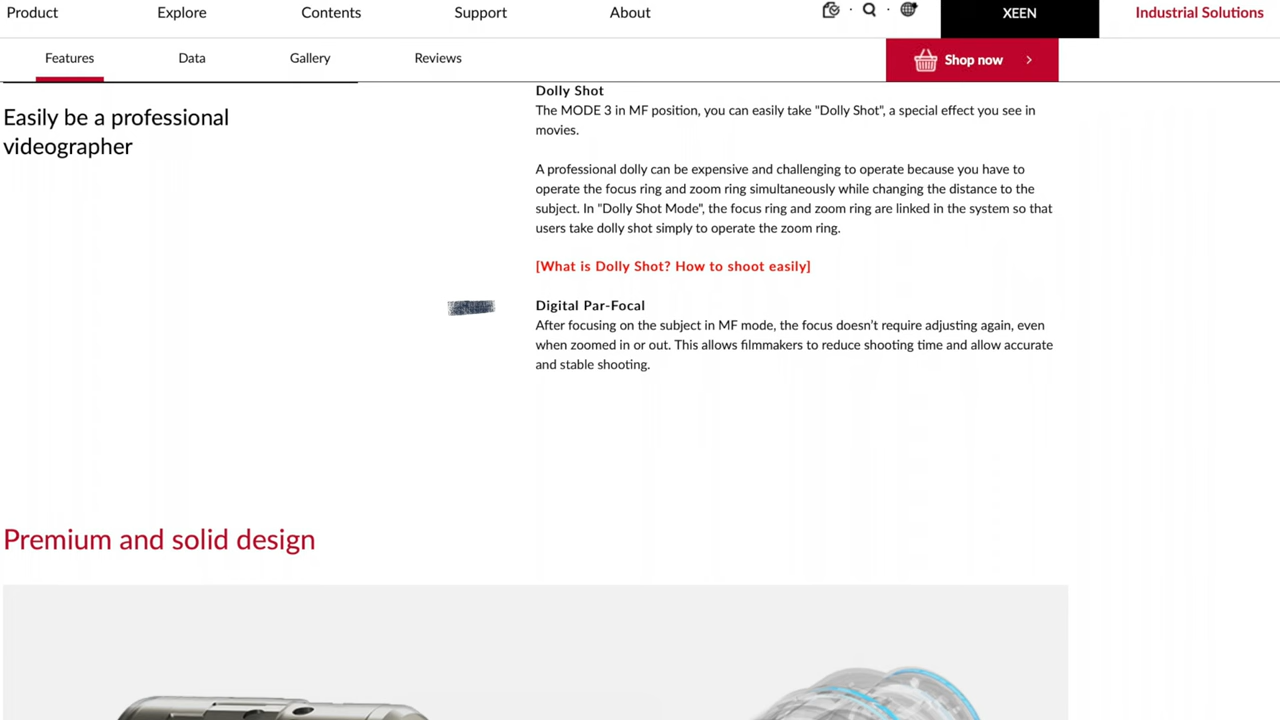 Product Explore Contents Support About XEEN Industrial Solutions
Features Data Gallery Reviews Shop now
Easily be a professional
videographer
Dolly Shot
The MODE 3 in MF position, you can easily take "Dolly Shot", a special effect you see in
movies.
A professional dolly can be expensive and challenging to operate because you have to
operate the focus ring and zoom ring simultaneously while changing the distance to the
subject. In "Dolly Shot Mode", the focus ring and zoom ring are linked in the system so that
users take dolly shot simply to operate the zoom ring.
[What is Dolly Shot? How to shoot easily]
Digital Par-Focal
After focusing on the subject in MF mode, the focus doesn't require adjusting again, even
when zoomed in or out. This allows filmmakers to reduce shooting time and allow accurate
and stable shooting.
Premium and solid design